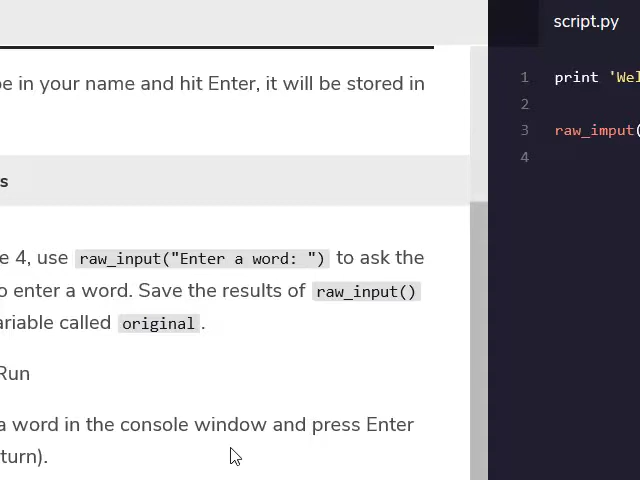 script.py
be in your name and hit Enter, it will be stored in
s
e 4, use raw_input("Enter a word: ") to ask the
o enter a word. Save the results of raw_input()
ariable called original.
Run
a word in the console window and press Enter
turn).
1 print 'Wel
2
3 raw_imput(
4